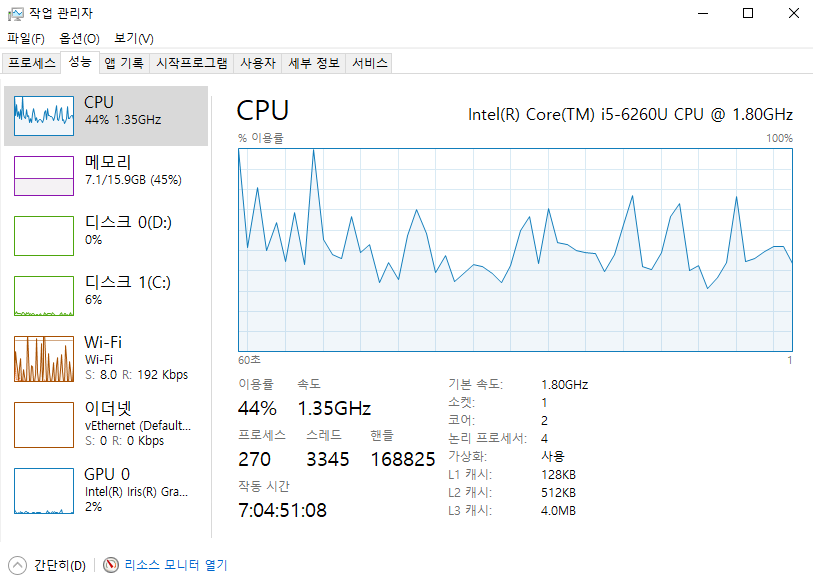 작업 관리자
파일(F) 옵션(O) 보기(V)
프로세스 성능 앱 기록 시작프로그램 사용자 세부 정보 서비스
CPU
44% 1.35GHz
메모리
7.1/15.9GB (45%)
디스크 0(D:)
0%
디스크 1(C:)
6%
Wi-Fi
Wi-Fi
S: 8.0 R: 192 Kbps
이더넷
vEthernet (Default...
S: 0 R: 0 Kbps
GPU 0
Intel(R) Iris(R) Gra...
2%
CPU Intel(R) Core(TM) i5-6260U CPU @ 1.80GHz
% 이용률 100%
60초 1
이용률 속도
44% 1.35GHz
프로세스 스레드 핸들
270 3345 168825
작동 시간
7:04:51:08
기본 속도: 1.80GHz
소켓: 1
코어: 2
논리 프로세서: 4
가상화: 사용
L1 캐시: 128KB
L2 캐시: 512KB
L3 캐시: 4.0MB
간단히(D) 리소스 모니터 열기